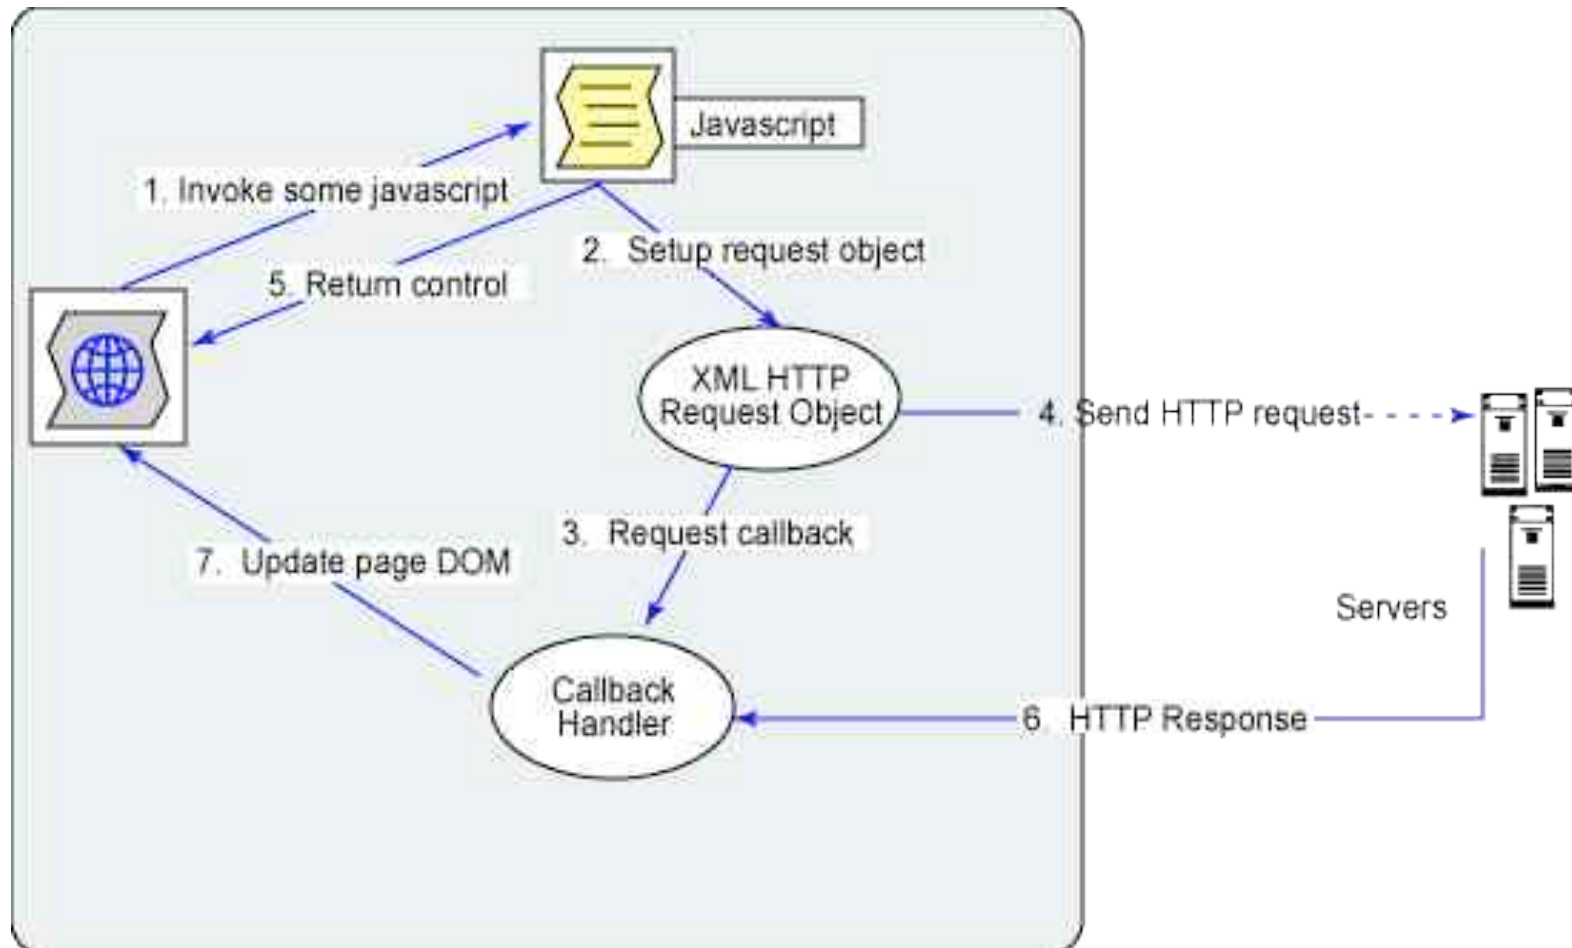 Javascript
1. Invoke some javascript
2. Setup request object
5. Return control
XML HTTP
Request Object
4. Send HTTP request
3. Request callback
7. Update page DOM
Servers
Callback
Handler
6. HTTP Response